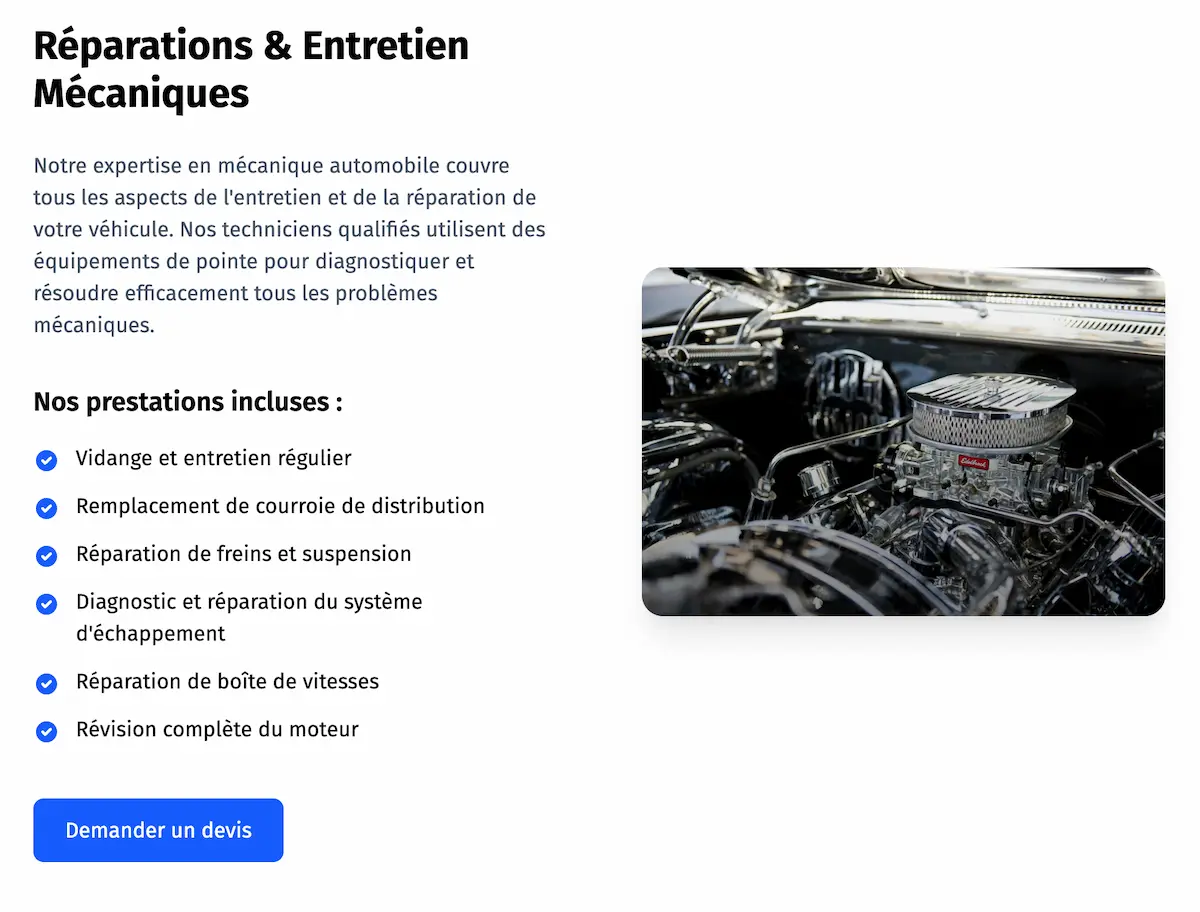 Réparations & Entretien
Mécaniques
Notre expertise en mécanique automobile couvre
tous les aspects de l'entretien et de la réparation de
votre véhicule. Nos techniciens qualifiés utilisent des
équipements de pointe pour diagnostiquer et
résoudre efficacement tous les problèmes
mécaniques.
Nos prestations incluses :
Vidange et entretien régulier
Remplacement de courroie de distribution
Réparation de freins et suspension
Diagnostic et réparation du système
d'échappement
Réparation de boîte de vitesses
Révision complète du moteur
Demander un devis
Edelbrock